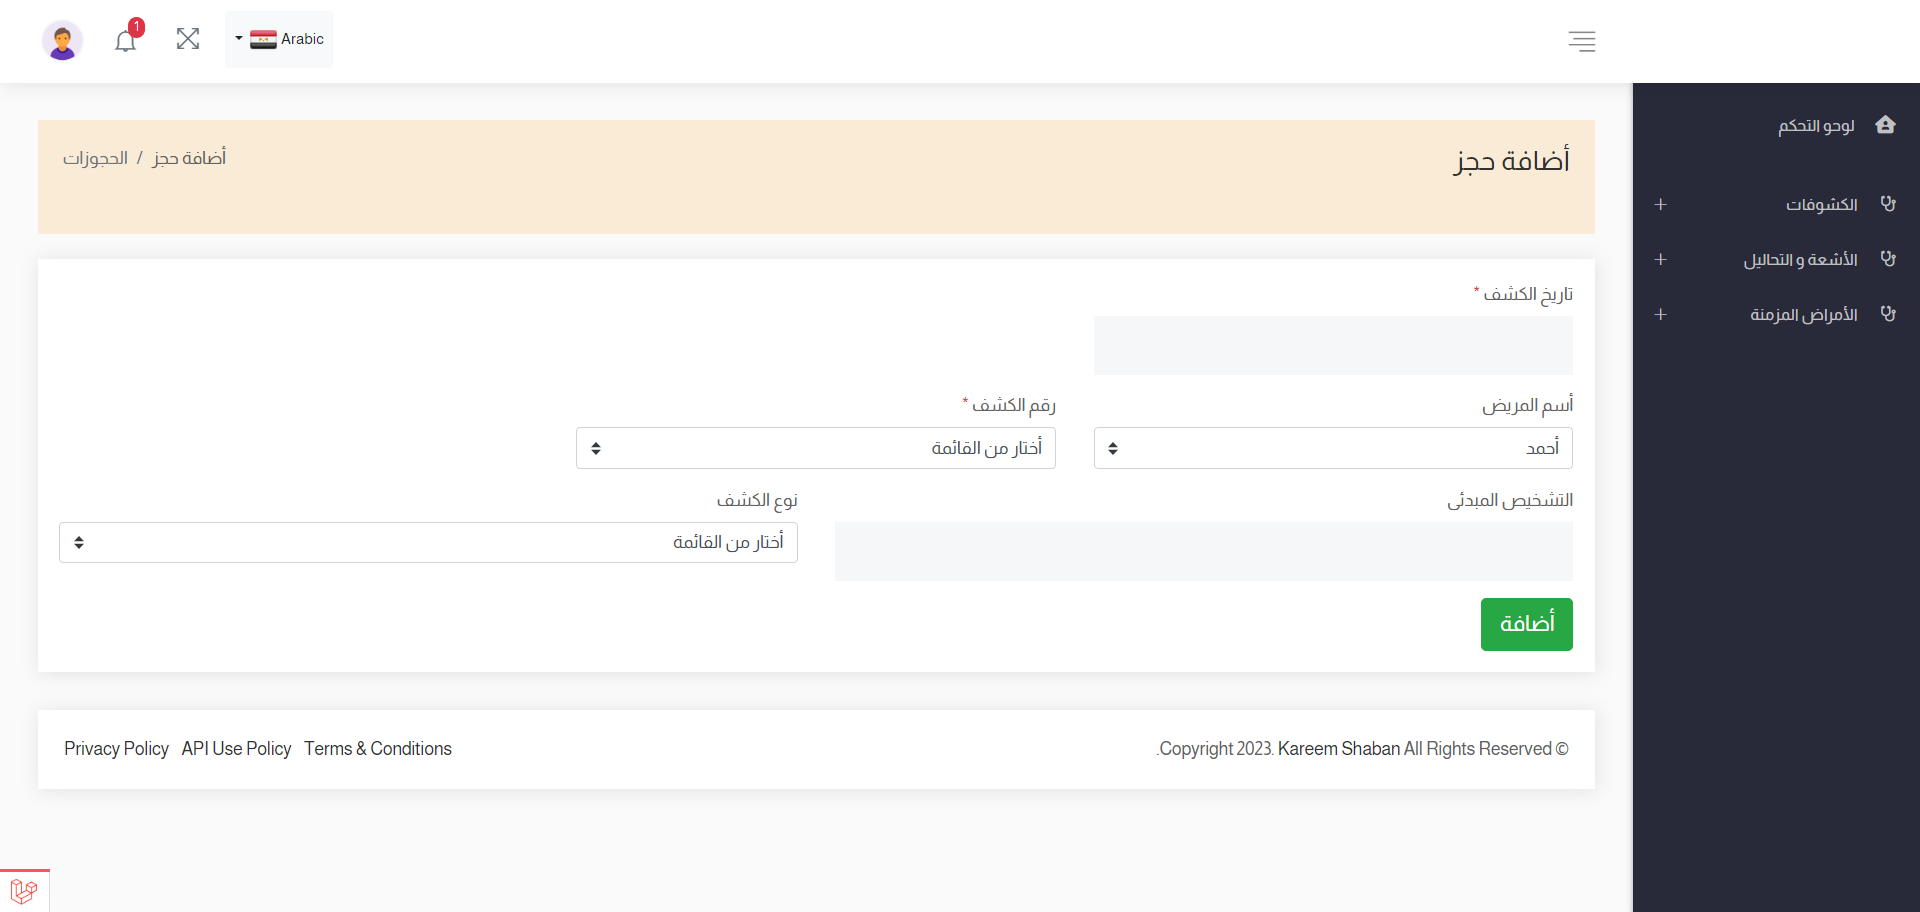 1
Arabic
لوحو التحكم
الكشوفات
الأشعة و التحاليل
الأمراض المزمنة
أضافة حجز
الحجوزات / أضافة حجز
تاريخ الكشف *
أسم المريض
رقم الكشف *
أحمد
أختار من القائمة
التشخيص المبدئى
نوع الكشف
أختار من القائمة
أضافة
.Copyright 2023. Kareem Shaban All Rights Reserved ©
Privacy Policy API Use Policy Terms & Conditions